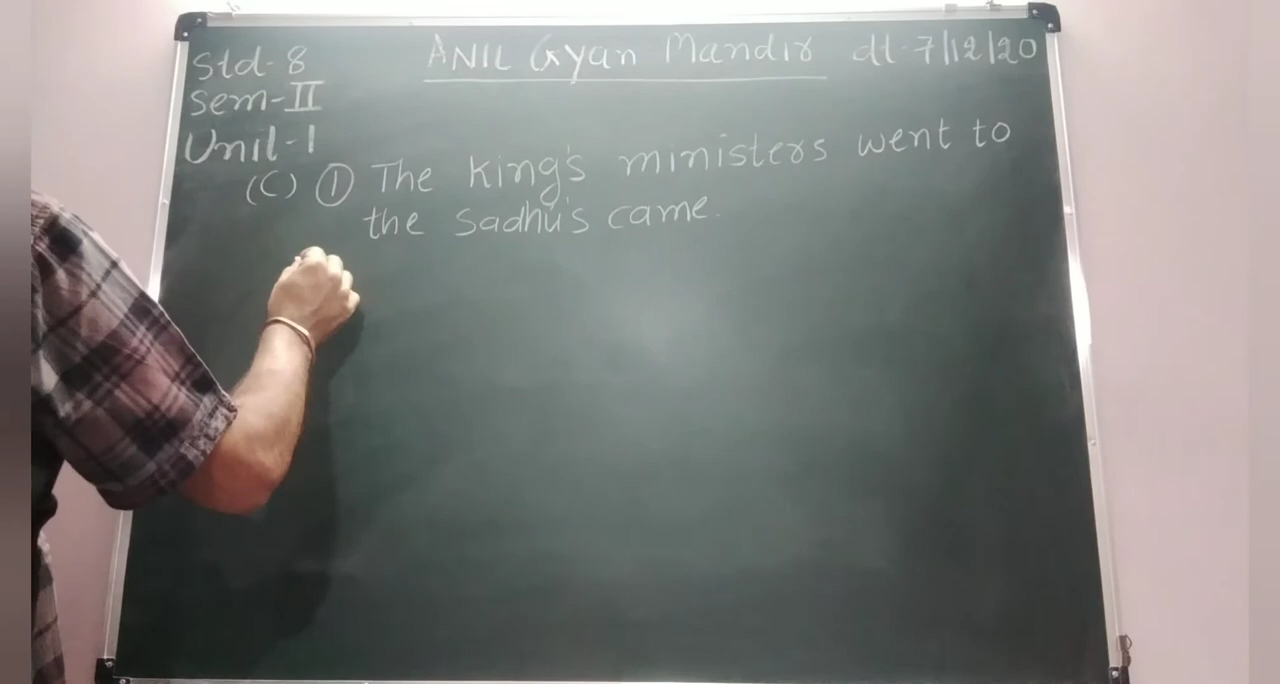 Std-8
ANIL Gyan Mandir
dt-7/12/20
Sem-II
Unit-1
(C) ① The king's ministers went to
the sadhu's came.